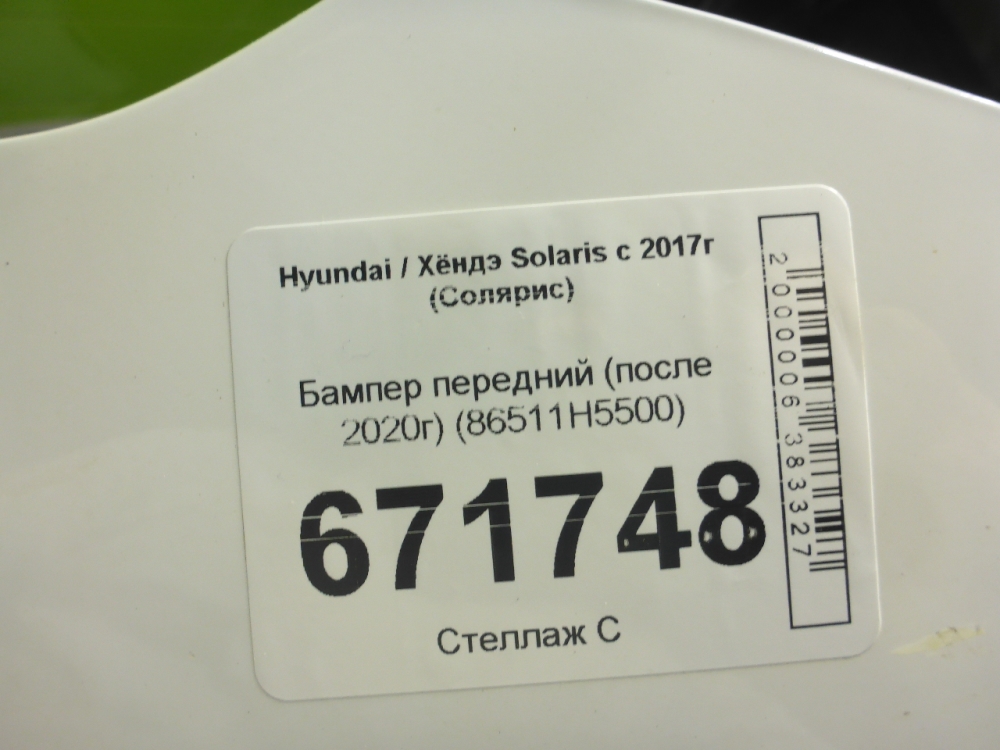 Hyundai / Хёндэ Solaris с 2017г
(Солярис)
Бампер передний (после
2020г) (86511H5500)
671748
Стеллаж С
2000006383327